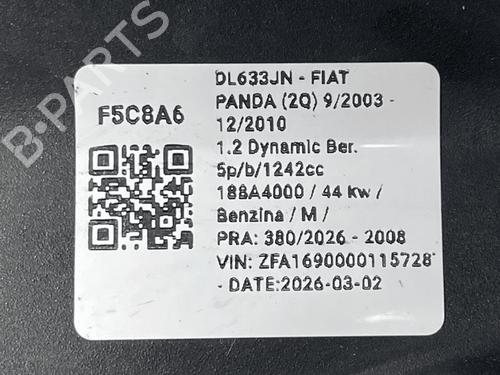 B-PARTS
F5C8A6
DL633JN - FIAT
PANDA (2Q) 9/2003 -
12/2010
1.2 Dynamic Ber.
5p/b/1242cc
188A4000 / 44 Kw /
Benzina / M /
PRA: 380/2026 - 2008
VIN: ZFA1690000115728*
- DATE:2026-03-02